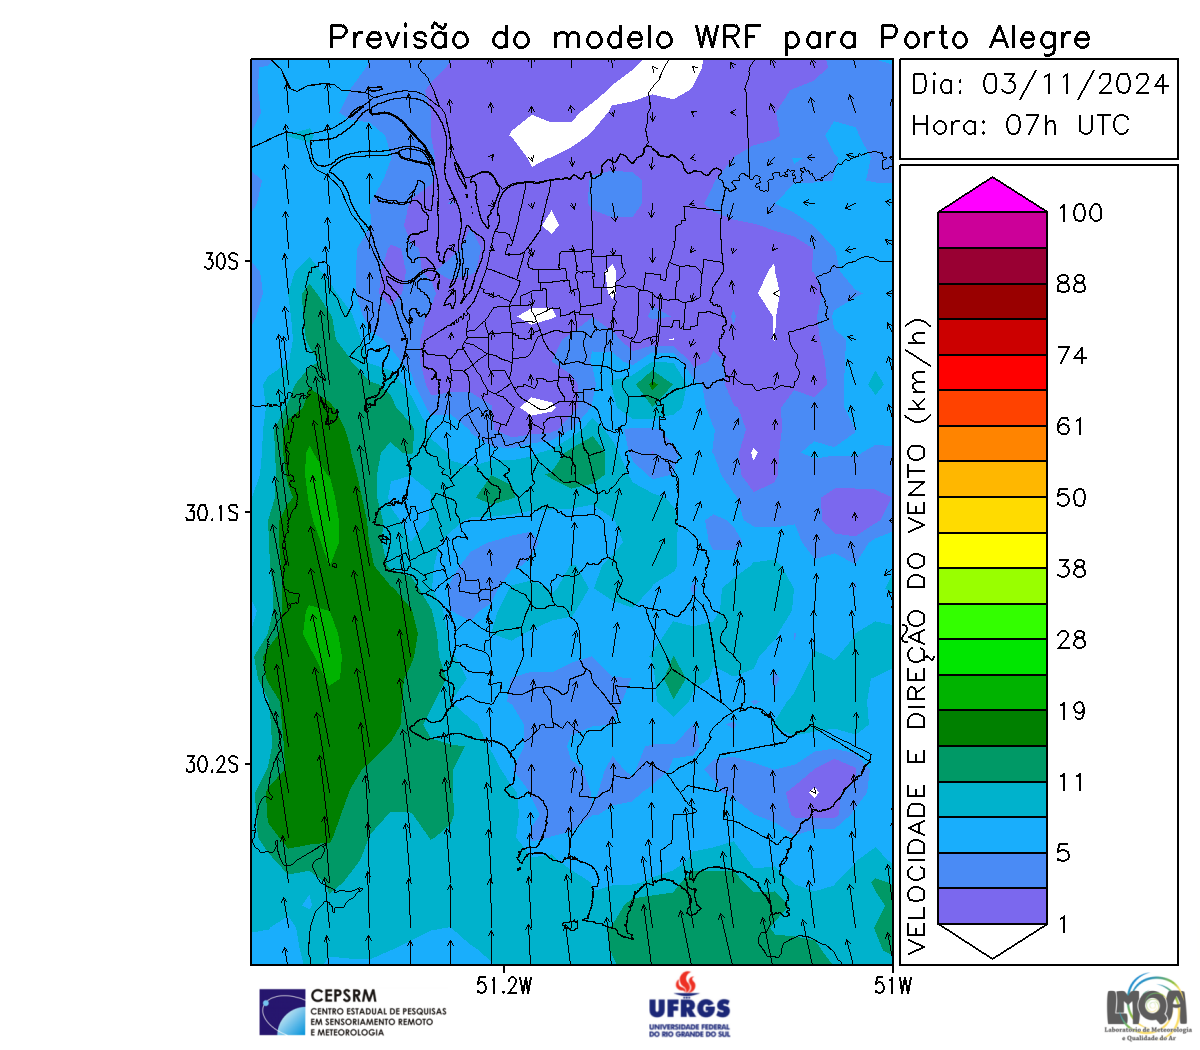 Previsão do modelo WRF para Porto Alegre
Dia: 03/11/2024
Hora: 07h UTC
30S
30.1S
30.2S
51.2W
51W
VELOCIDADE E DIREÇÃO DO VENTO (km/h)
100
88
74
61
50
38
28
19
11
5
1
CEPSRM
CENTRO ESTADUAL DE PESQUISAS
EM SENSORIAMENTO REMOTO
E METEOROLOGIA
UFRGS
UNIVERSIDADE FEDERAL
DO RIO GRANDE DO SUL
LMQA
Laboratório de Meteorologia
e Qualidade do Ar